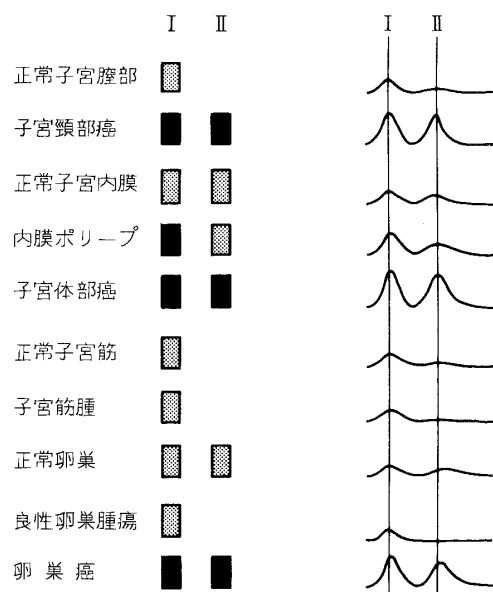 I II I II
正常子宮腟部
子宮頸部癌
正常子宮内膜
内膜ポリープ
子宮体部癌
正常子宮筋
子宮筋腫
正常卵巣
良性卵巣腫瘍
卵巣癌